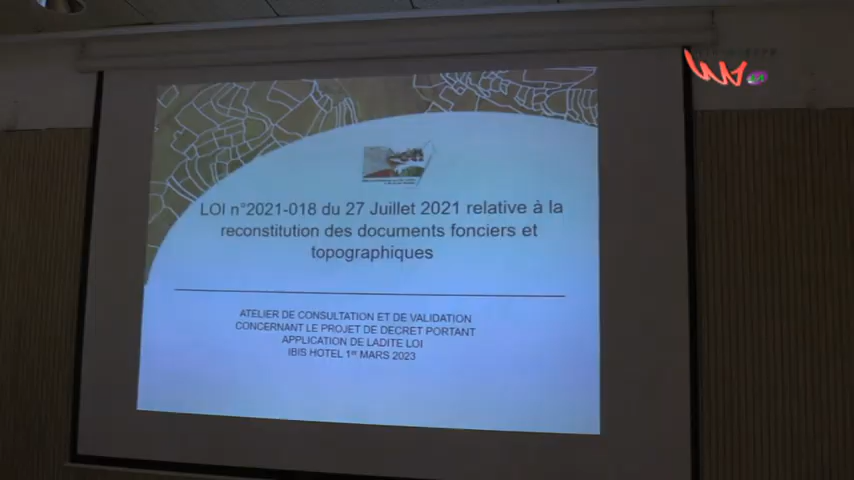 LOI n°2021-018 du 27 Juillet 2021 relative à la
reconstitution des documents fonciers et
topographiques
ATELIER DE CONSULTATION ET DE VALIDATION
CONCERNANT LE PROJET DE DECRET PORTANT
APPLICATION DE LADITE LOI
IBIS HOTEL 1er MARS 2023